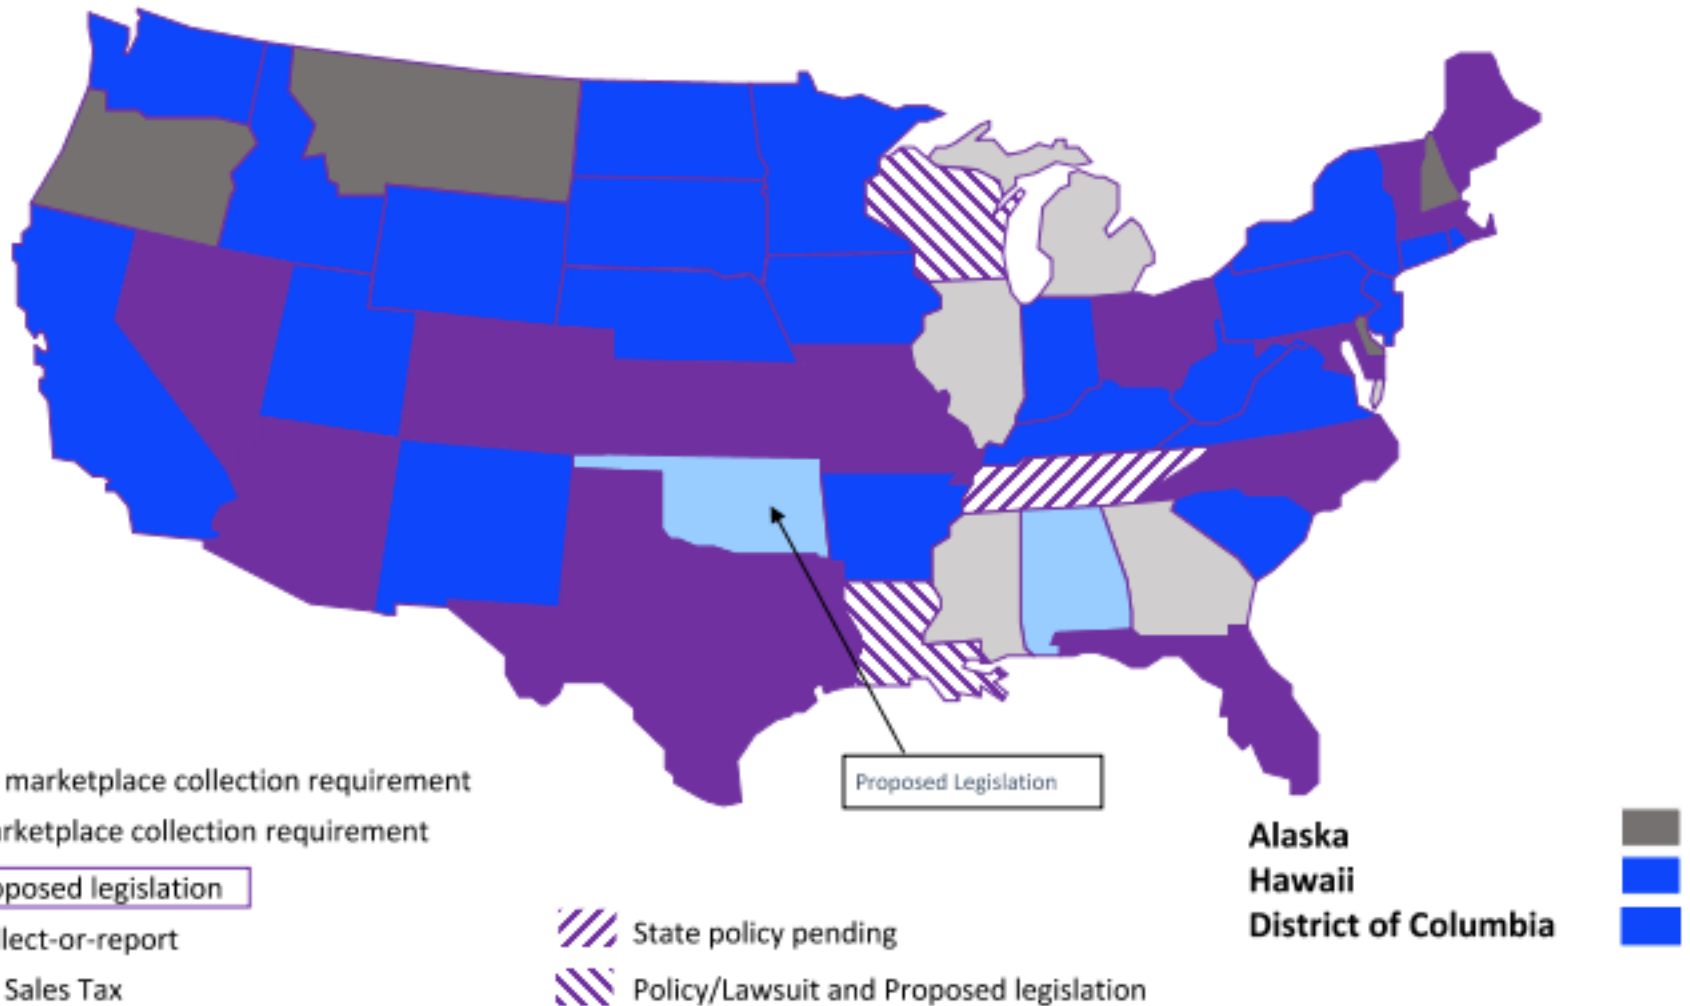 Proposed Legislation
marketplace collection requirement
rketplace collection requirement
posed legislation
llect-or-report
Sales Tax
State policy pending
Policy/Lawsuit and Proposed legislation
Alaska
Hawaii
District of Columbia